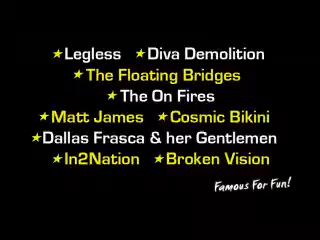 ★Legless ★Diva Demolition
★The Floating Bridges
★The On Fires
★Matt James ★Cosmic Bikini
★Dallas Frasca & her Gentlemen
★In2Nation ★Broken Vision
Famous For Fun!